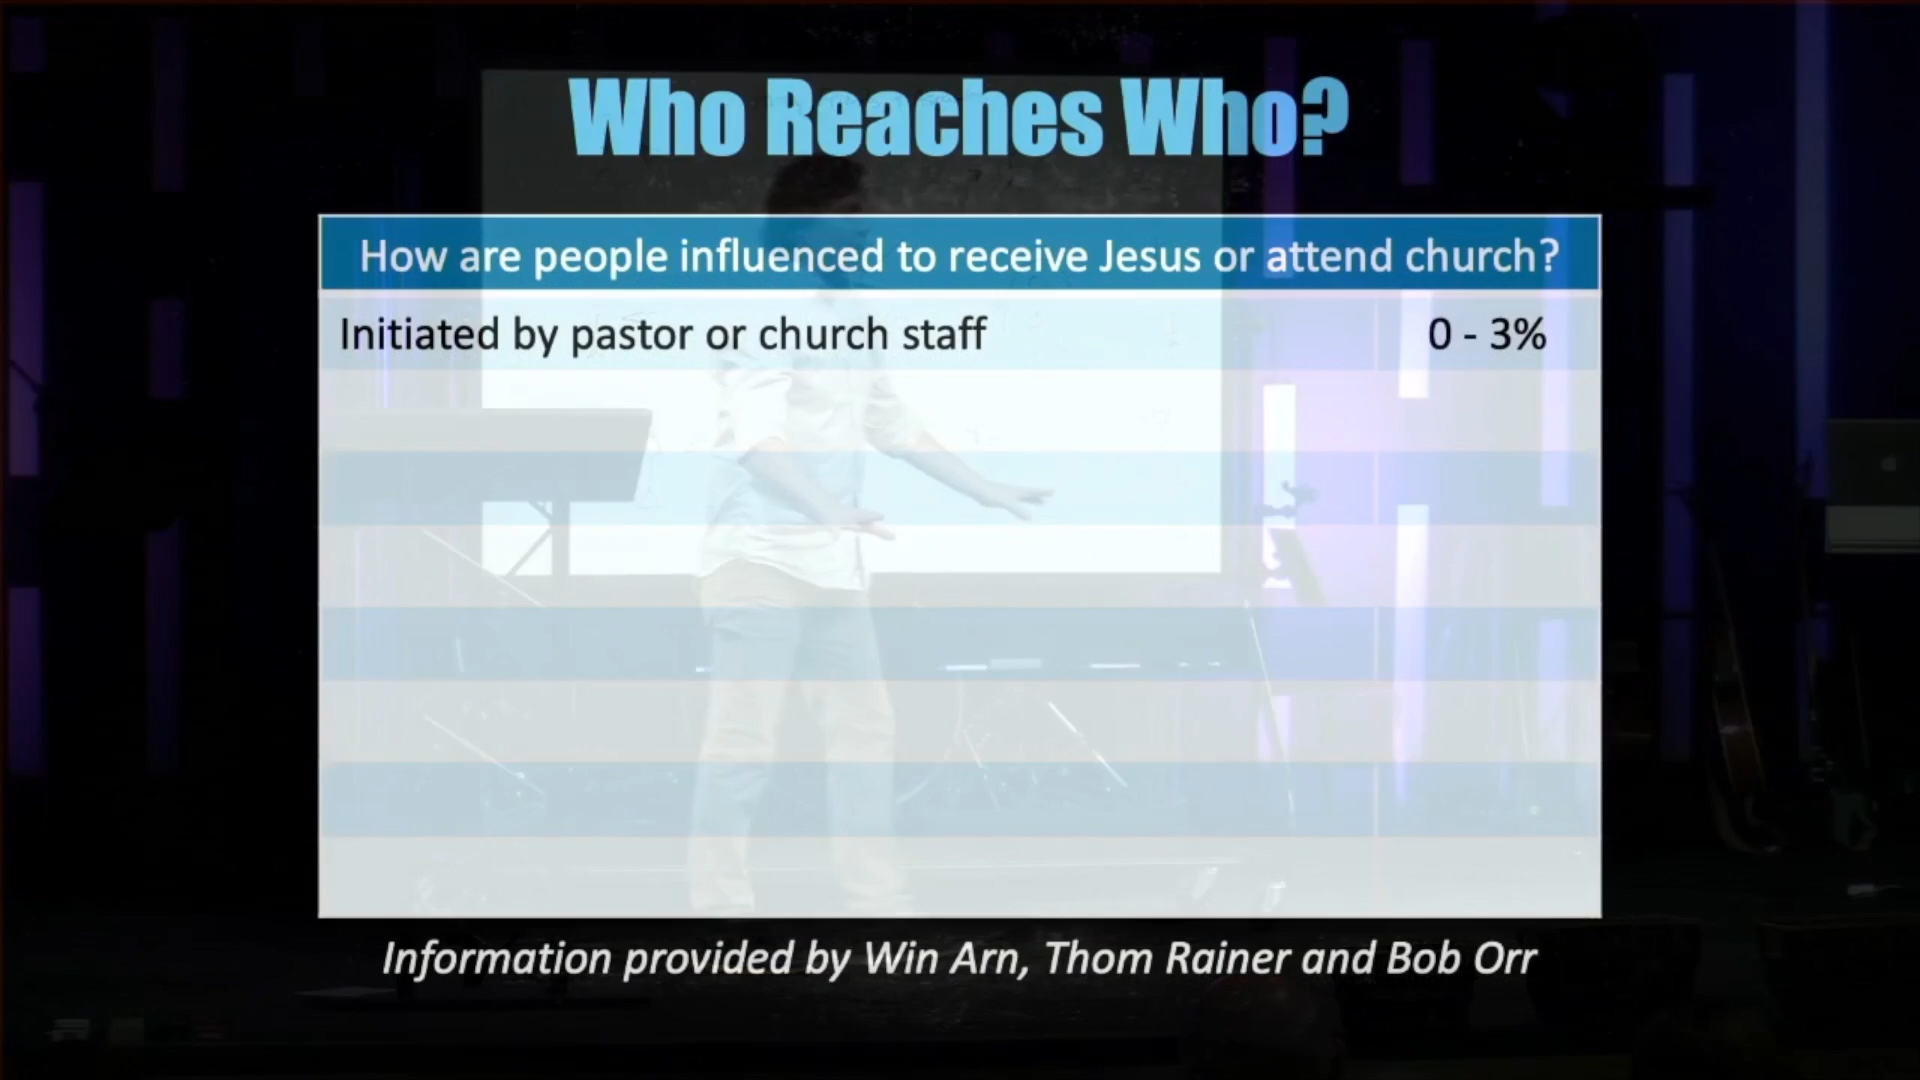 Who Reaches Who?
How are people influenced to receive Jesus or attend church?
Initiated by pastor or church staff 0 - 3%
Information provided by Win Arn, Thom Rainer and Bob Orr